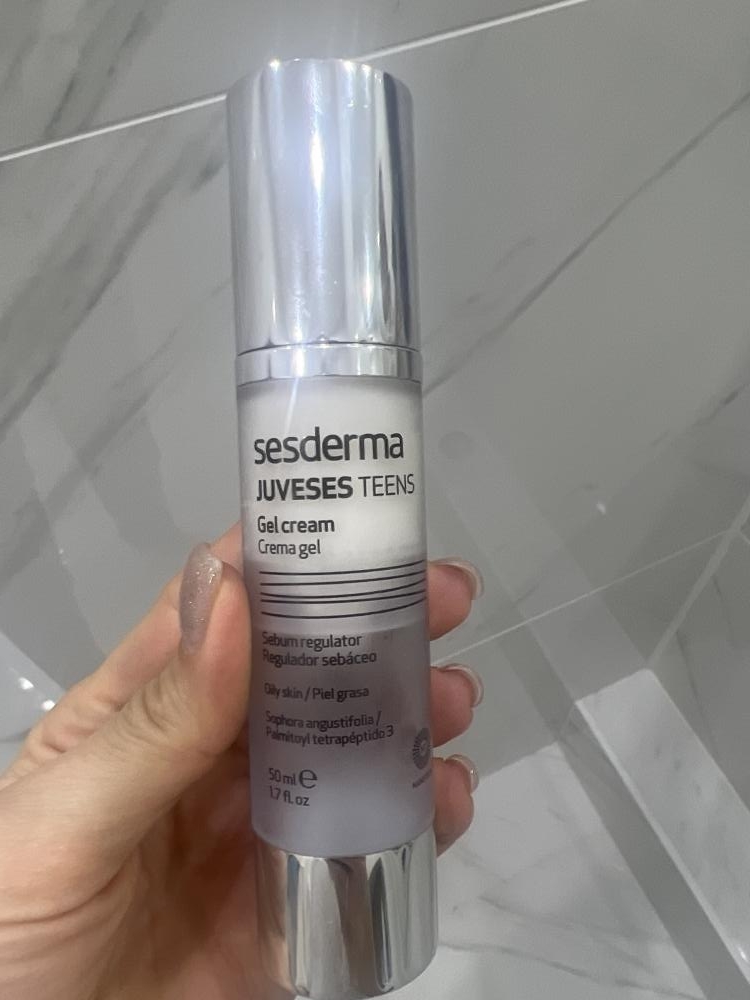 sesderma
JUVESES TEENS
Gel cream
Crema gel
Sebum regulator
Regulador sebáceo
Oily skin / Piel grasa
Sophora angustifolia /
Palmitoyl tetrapéptido 3
50 ml e
1.7 fl. oz